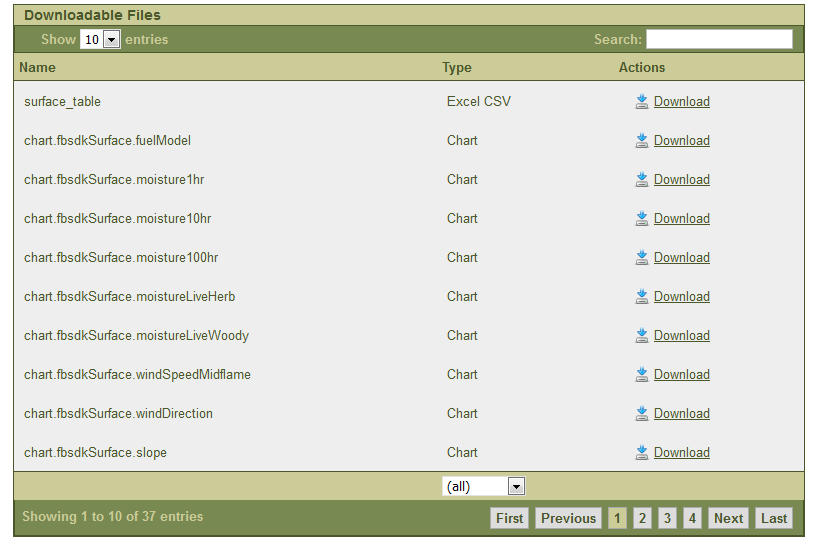 Downloadable Files
Show 10 entries Search:
Name Type Actions
surface_table Excel CSV Download
chart.fbsdkSurface.fuelModel Chart Download
chart.fbsdkSurface.moisture1hr Chart Download
chart.fbsdkSurface.moisture10hr Chart Download
chart.fbsdkSurface.moisture100hr Chart Download
chart.fbsdkSurface.moistureLiveHerb Chart Download
chart.fbsdkSurface.moistureLiveWoody Chart Download
chart.fbsdkSurface.windSpeedMidflame Chart Download
chart.fbsdkSurface.windDirection Chart Download
chart.fbsdkSurface.slope Chart Download
(all)
Showing 1 to 10 of 37 entries First Previous 1 2 3 4 Next Last